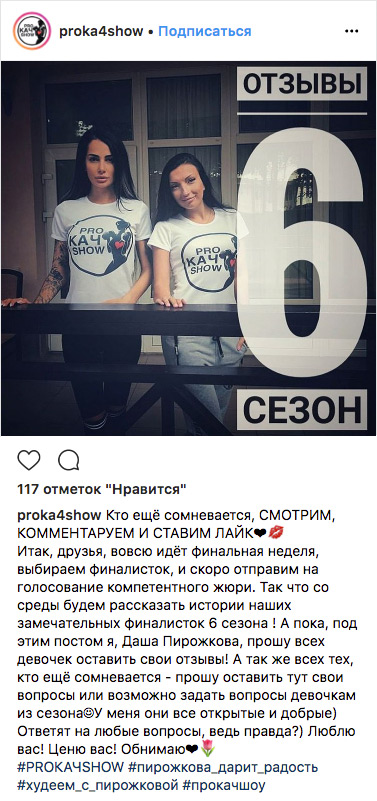 PRO
КАЧ
SHOW
proka4show • Подписаться
ОТЗЫВЫ
6
СЕЗОН
PRO
КАЧ
SHOW
PRO
КАЧ
SHOW
117 отметок "Нравится"
proka4show Кто ещё сомневается, СМОТРИМ,
КОММЕНТАРУЕМ И СТАВИМ ЛАЙК❤💋
Итак, друзья, вовсю идёт финальная неделя,
выбираем финалисток, и скоро отправим на
голосование компетентного жюри. Так что со
среды будем рассказать истории наших
замечательных финалисток 6 сезона ! А пока, под
этим постом я, Даша Пирожкова, прошу всех
девочек оставить свои отзывы! А так же всех тех,
кто ещё сомневается - прошу оставить тут свои
вопросы или возможно задать вопросы девочкам
из сезона☺У меня они все открытые и добрые)
Ответят на любые вопросы, ведь правда?) Люблю
вас! Ценю вас! Обнимаю❤🌷
#PROКАЧSHOW #пирожкова_дарит_радость
#худеем_с_пирожковой #прокачшоу